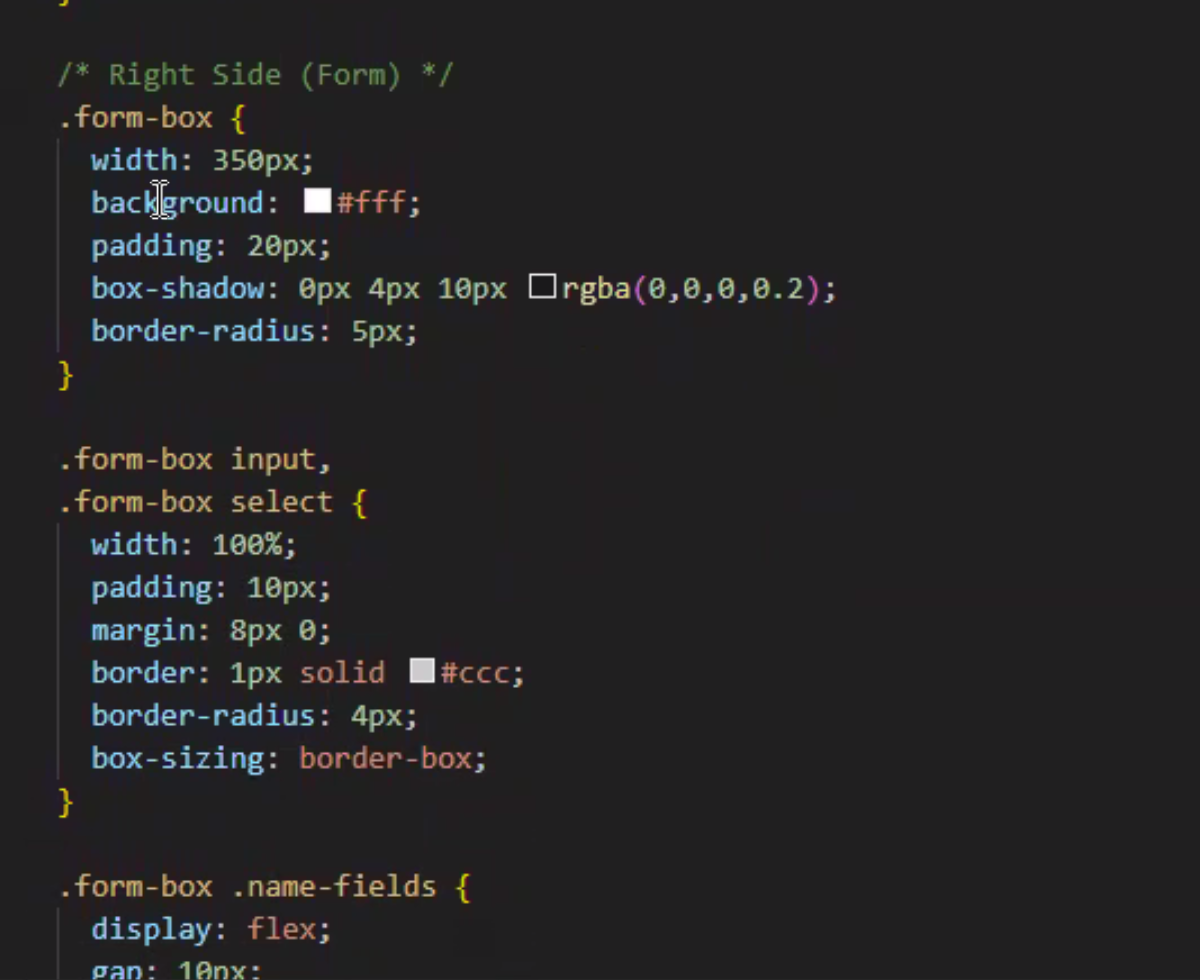 }
/* Right Side (Form) */
.form-box {
width: 350px;
background: #fff;
padding: 20px;
box-shadow: 0px 4px 10px rgba(0,0,0,0.2);
border-radius: 5px;
}
.form-box input,
.form-box select {
width: 100%;
padding: 10px;
margin: 8px 0;
border: 1px solid #ccc;
border-radius: 4px;
box-sizing: border-box;
}
.form-box .name-fields {
display: flex;
gap: 10px;